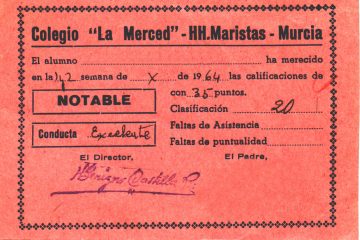 Colegio "La Merced" - HH. Maristas - Murcia
El alumno ha merecido
en la 1,2 semana de X de 1964 las calificaciones de
NOTABLE
con 35 puntos.
Clasificación 20
Conducta Excelente
Faltas de Asistencia
Faltas de puntualidad
El Director,
El Padre,
Castilla